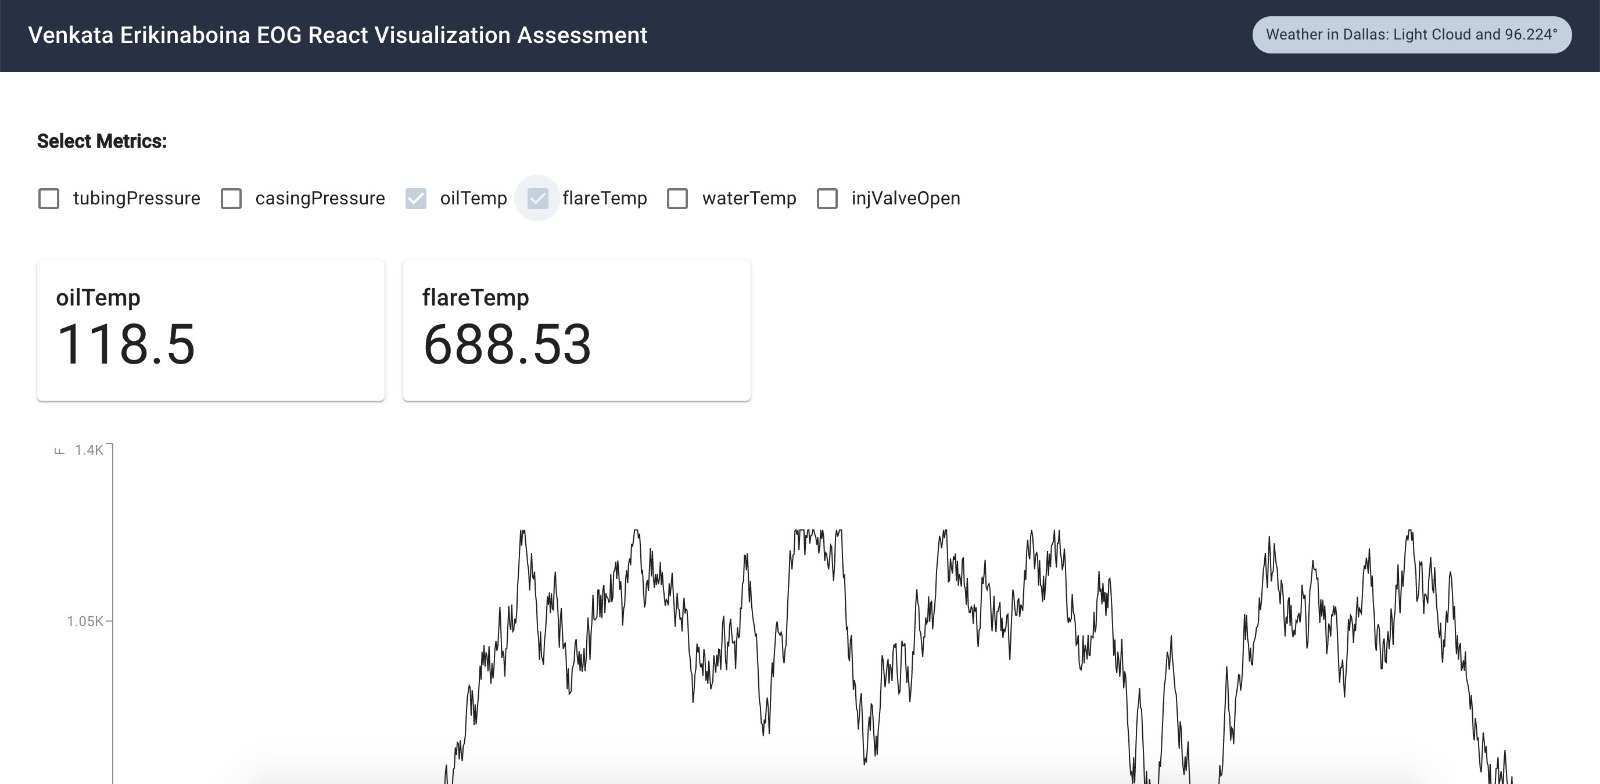 Venkata Erikinaboina EOG React Visualization Assessment
Weather in Dallas: Light Cloud and 96.224°
Select Metrics:
tubingPressure casingPressure oilTemp flareTemp waterTemp injValveOpen
oilTemp
118.5
flareTemp
688.53
F
1.4K
1.05K